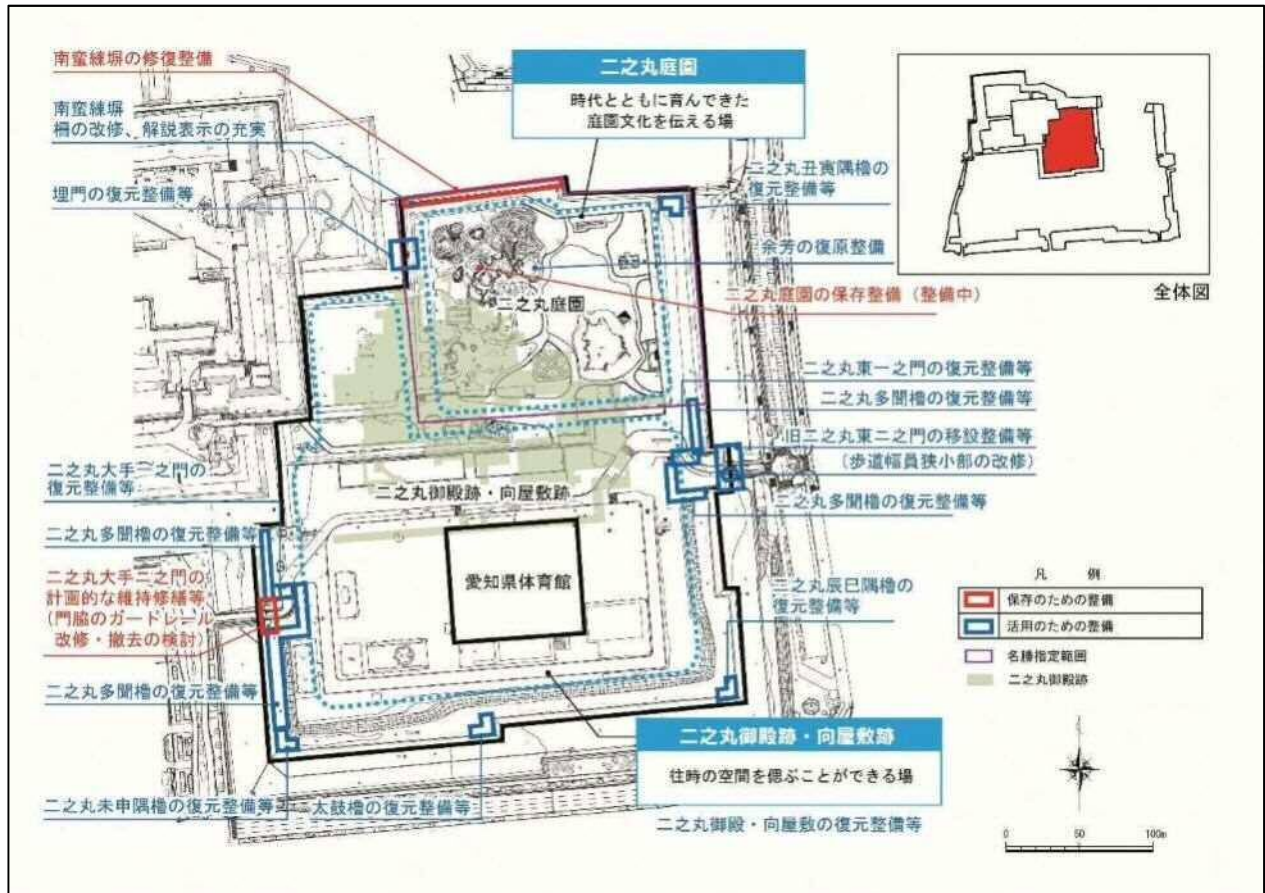 南蛮練塀の修復整備
南蛮練塀
柵の改修、解説表示の充実
埋門の復元整備等
二之丸庭園
時代とともに育んできた
庭園文化を伝える場
二之丸丑寅隅櫓の
復元整備等
余芳の復原整備
二之丸庭園の保存整備（整備中）
全体図
二之丸庭園
二之丸東一之門の復元整備等
二之丸多聞櫓の復元整備等
旧二之丸東二之門の移設整備等
（歩道幅員狭小部の改修）
二之丸多聞櫓の復元整備等
二之丸大手一之門の
復元整備等
二之丸御殿跡・向屋敷跡
二之丸多聞櫓の復元整備等
二之丸大手二之門の
計画的な維持修繕等
（門脇のガードレール
改修・撤去の検討）
愛知県体育館
二之丸辰巳隅櫓の
復元整備等
二之丸多聞櫓の復元整備等
二之丸未申隅櫓の復元整備等
太鼓櫓の復元整備等
二之丸御殿跡・向屋敷跡
往時の空間を偲ぶことができる場
二之丸御殿・向屋敷の復元整備等
凡 例
保存のための整備
活用のための整備
名勝指定範囲
二之丸御殿跡
0 50 100m